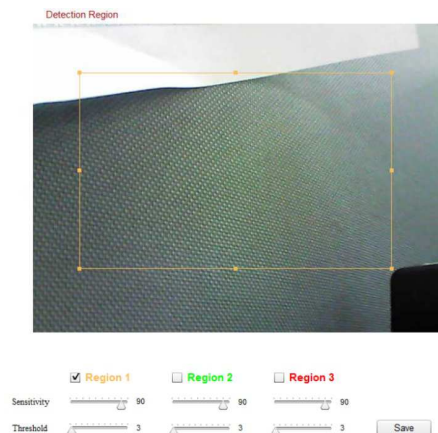 Detection Region
Region 1 Region 2 Region 3
Sensitivity 90 90 90
Threshold 3 3 3 Save